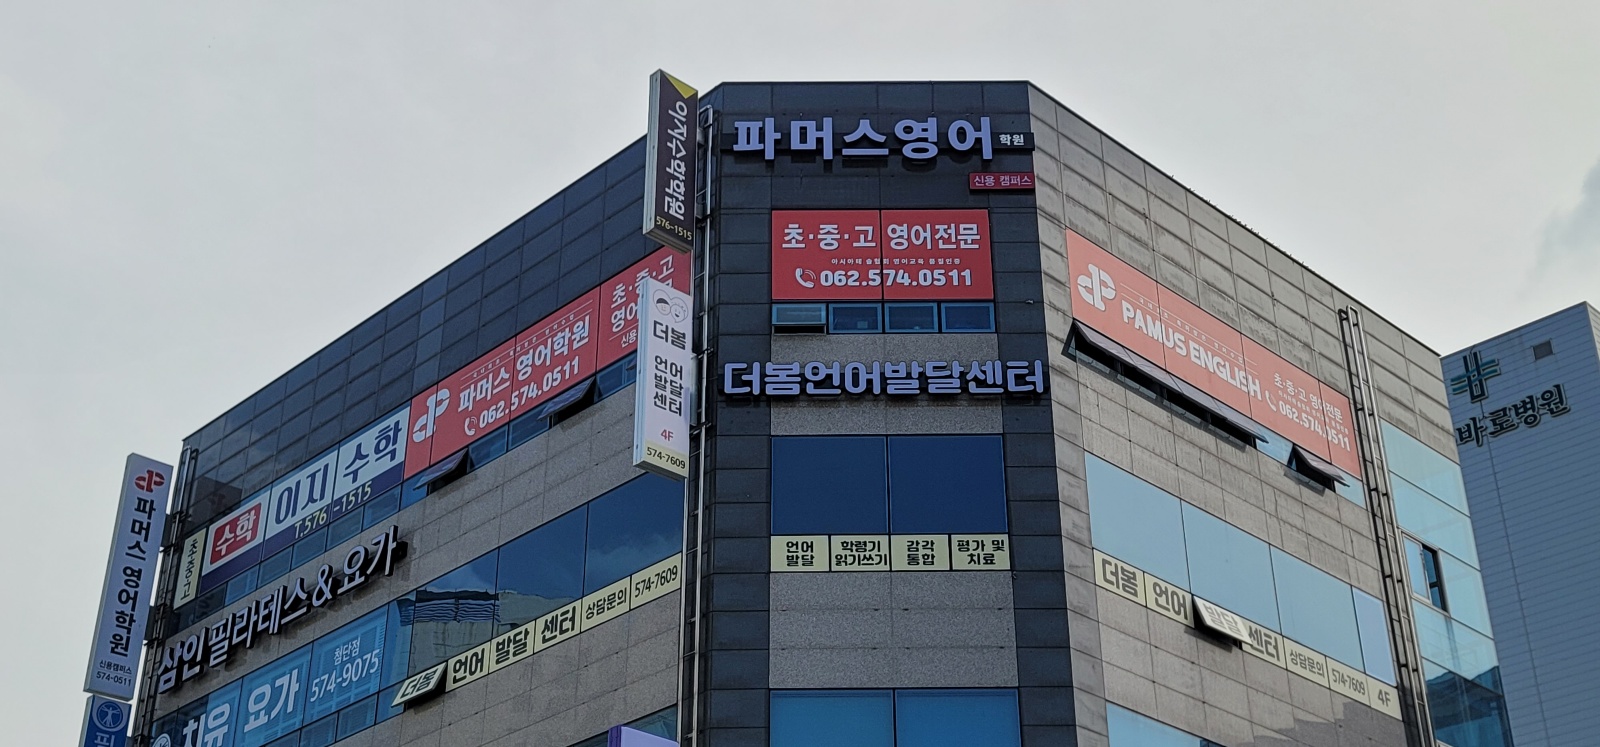 파머스영어 학원
신용 캠퍼스
초·중·고 영어전문
062.574.0511
더봄언어발달센터
언어
발달
학령기
읽기쓰기
감각
통합
평가 및
치료
이지수학학원
576-1515
더봄
언어
발달
센터
4F
574-7609
초·중·고
파머스 영어학원
062.574.0511
수학 이지 수학
T.576-1515
초중고
삼인필라테스&요가
치유 요가
첨단점
574-9075
더봄 언어 발달 센터 상담문의 574-7609
파머스 영어학원
신용캠퍼스
574-0511
PAMUS ENGLISH
초·중·고 영어전문
062.574.0511
더봄 언어 발달 센터 상담문의 574-7609 4F
바로병원